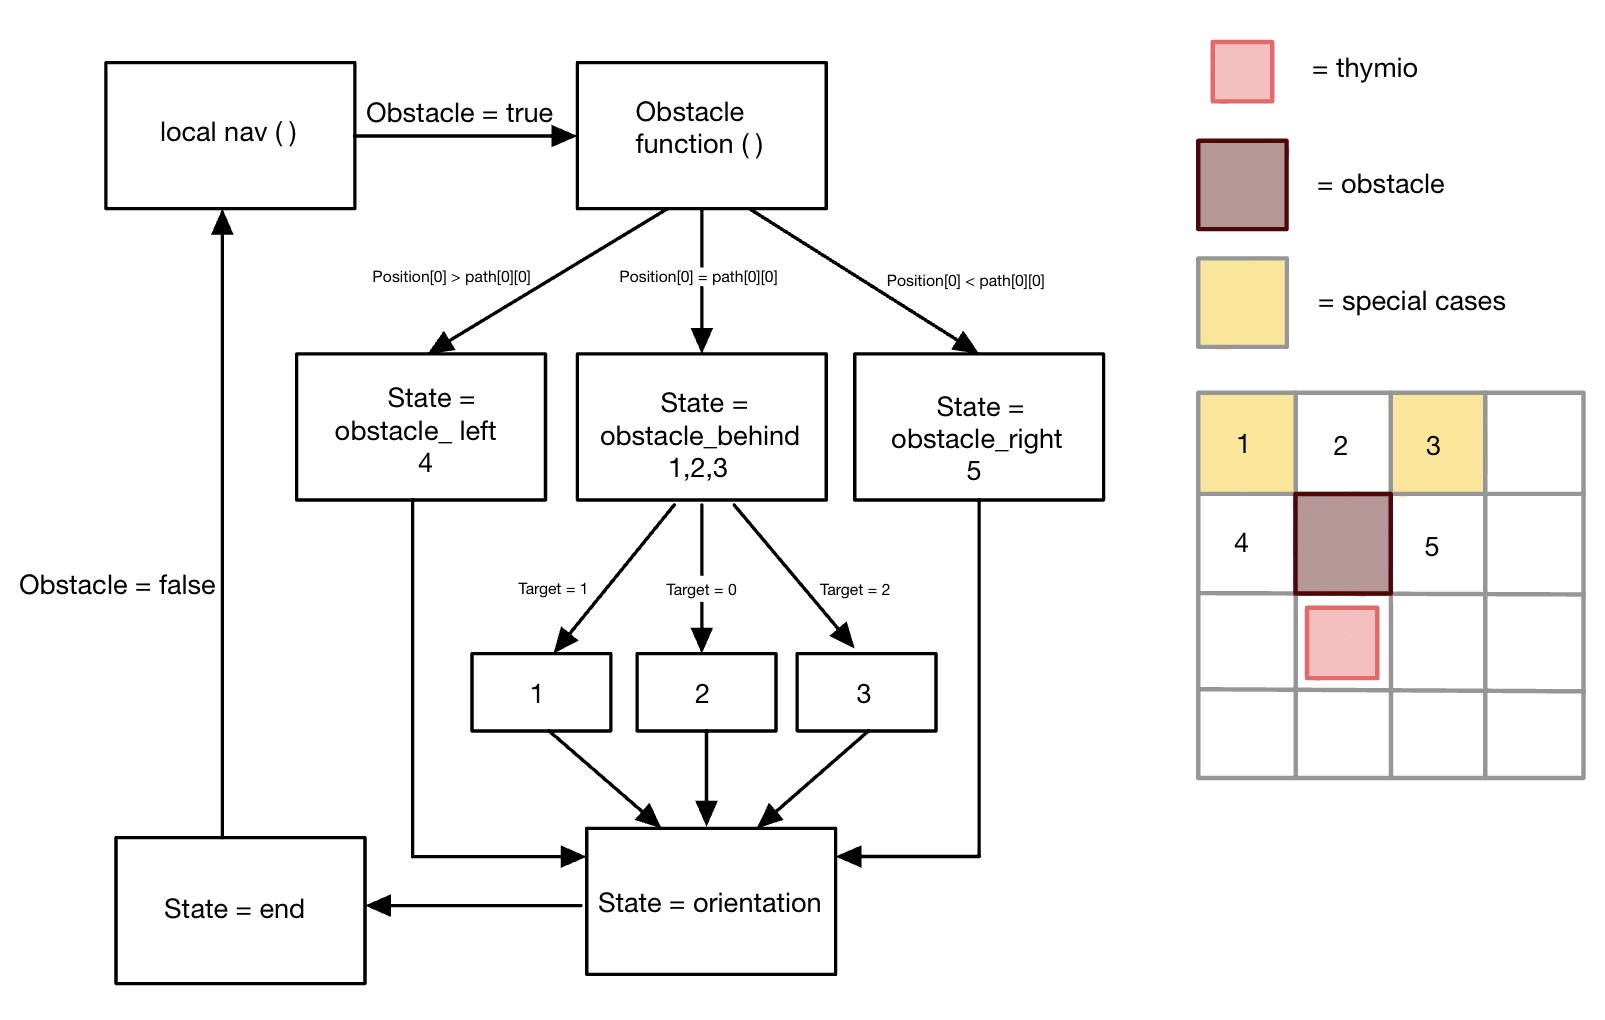 local nav ( )
Obstacle = true
Obstacle
function ( )
Position[0] > path[0][0]
Position[0] = path[0][0]
Position[0] < path[0][0]
State =
obstacle_ left
4
State =
obstacle_behind
1,2,3
State =
obstacle_right
5
Target = 1
Target = 0
Target = 2
Obstacle = false
1
2
3
State = end
State = orientation
= thymio
= obstacle
= special cases
1
2
3
4
5